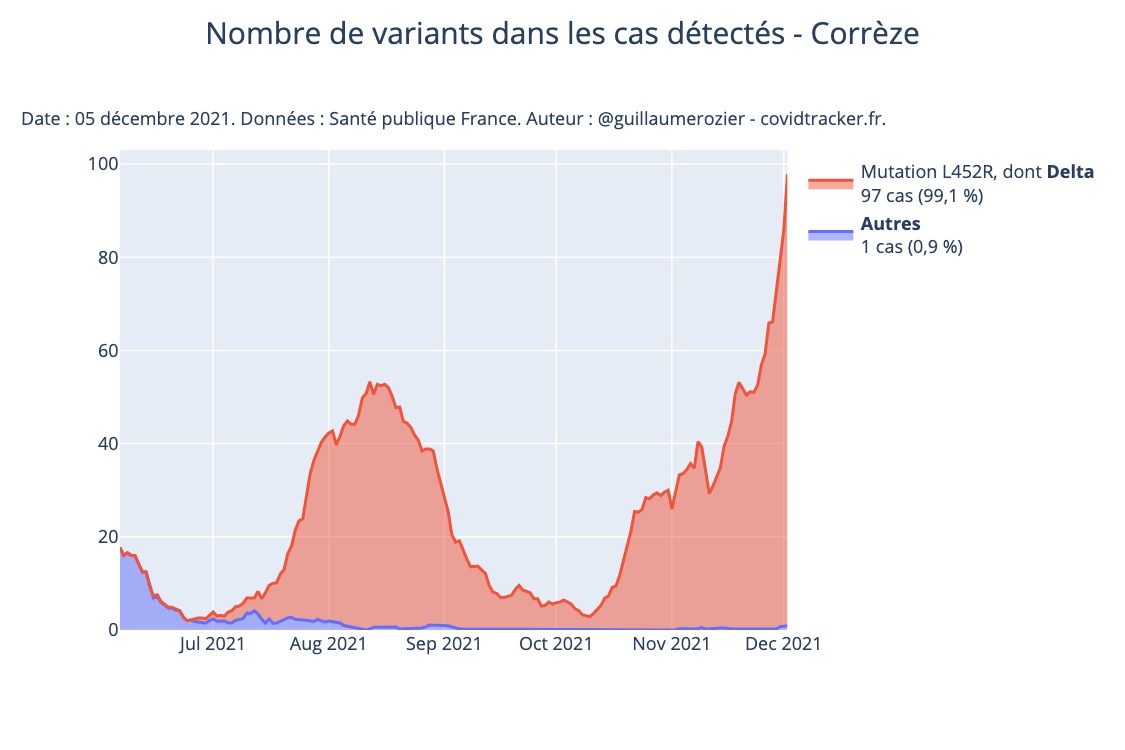 Nombre de variants dans les cas détectés - Corrèze
Date : 05 décembre 2021. Données : Santé publique France. Auteur : @guillaumerozier - covidtracker.fr.
100
80
60
40
20
0
Jul 2021
Aug 2021
Sep 2021
Oct 2021
Nov 2021
Dec 2021
Mutation L452R, dont Delta
97 cas (99,1 %)
Autres
1 cas (0,9 %)